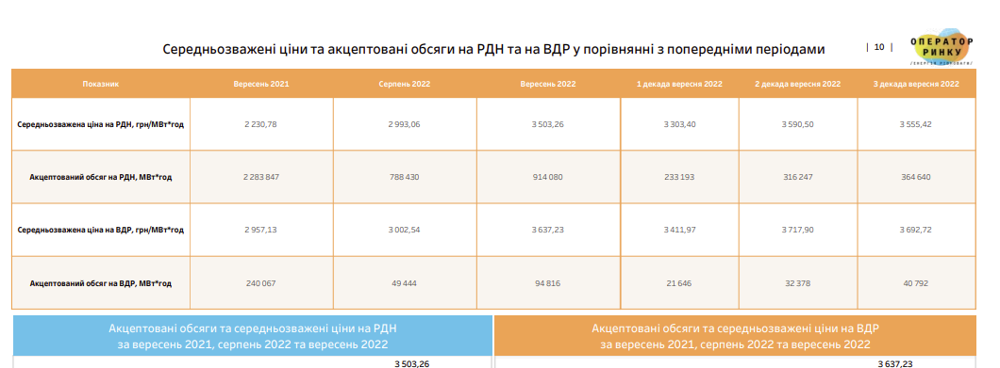 Середньозважені ціни та акцептовані обсяги на РДН та на ВДР у порівнянні з попередніми періодами
| 10 |
ОПЕРАТОР
РИНКУ
Показник Вересень 2021 Серпень 2022 Вересень 2022 1 декада вересня 2022 2 декада вересня 2022 3 декада вересня 2022
Середньозважена ціна на РДН, грн/МВт*год 2 230,78 2 993,06 3 503,26 3 303,40 3 590,50 3 555,42
Акцептований обсяг на РДН, МВт*год 2 283 847 788 430 914 080 233 193 316 247 364 640
Середньозважена ціна на ВДР, грн/МВт*год 2 957,13 3 002,54 3 637,23 3 411,97 3 717,90 3 692,72
Акцептований обсяг на ВДР, МВт*год 240 067 49 444 94 816 21 646 32 378 40 792
Акцептовані обсяги та середньозважені ціни на РДН
за вересень 2021, серпень 2022 та вересень 2022
3 503,26
Акцептовані обсяги та середньозважені ціни на ВДР
за вересень 2021, серпень 2022 та вересень 2022
3 637,23